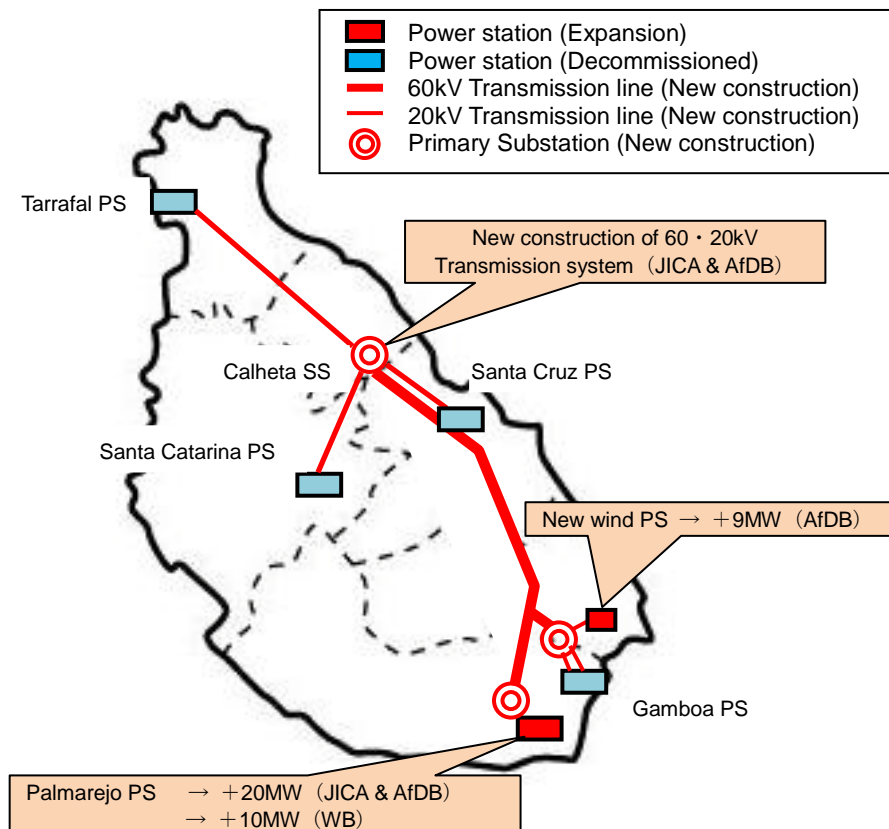 Power station (Expansion)
Power station (Decommissioned)
60kV Transmission line (New construction)
20kV Transmission line (New construction)
Primary Substation (New construction)
Tarrafal PS
New construction of 60・20kV
Transmission system（JICA & AfDB）
Calheta SS
Santa Cruz PS
Santa Catarina PS
New wind PS → ＋9MW（AfDB）
Gamboa PS
Palmarejo PS → ＋20MW（JICA & AfDB）
→ ＋10MW（WB）